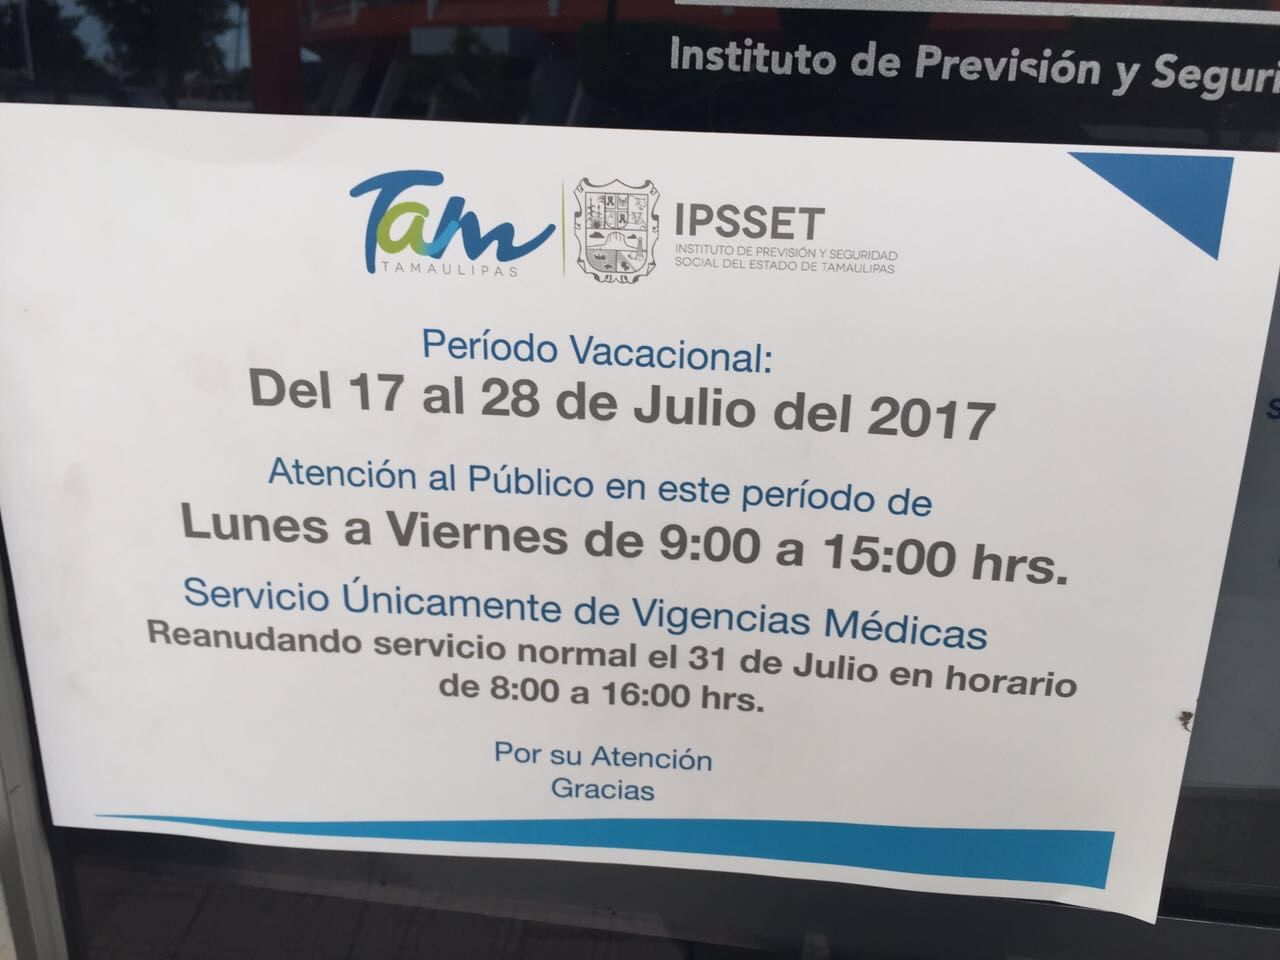 Instituto de Previsión y Seguri
Tam
TAMAULIPAS
IPSSET
INSTITUTO DE PREVISIÓN Y SEGURIDAD
SOCIAL DEL ESTADO DE TAMAULIPAS
Período Vacacional:
Del 17 al 28 de Julio del 2017
Atención al Público en este período de
Lunes a Viernes de 9:00 a 15:00 hrs.
Servicio Únicamente de Vigencias Médicas
Reanudando servicio normal el 31 de Julio en horario
de 8:00 a 16:00 hrs.
Por su Atención
Gracias